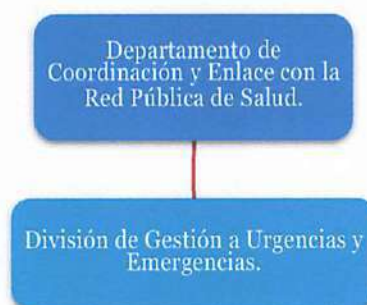 Departamento de
Coordinación y Enlace con la
Red Pública de Salud.
División de Gestión a Urgencias y
Emergencias.